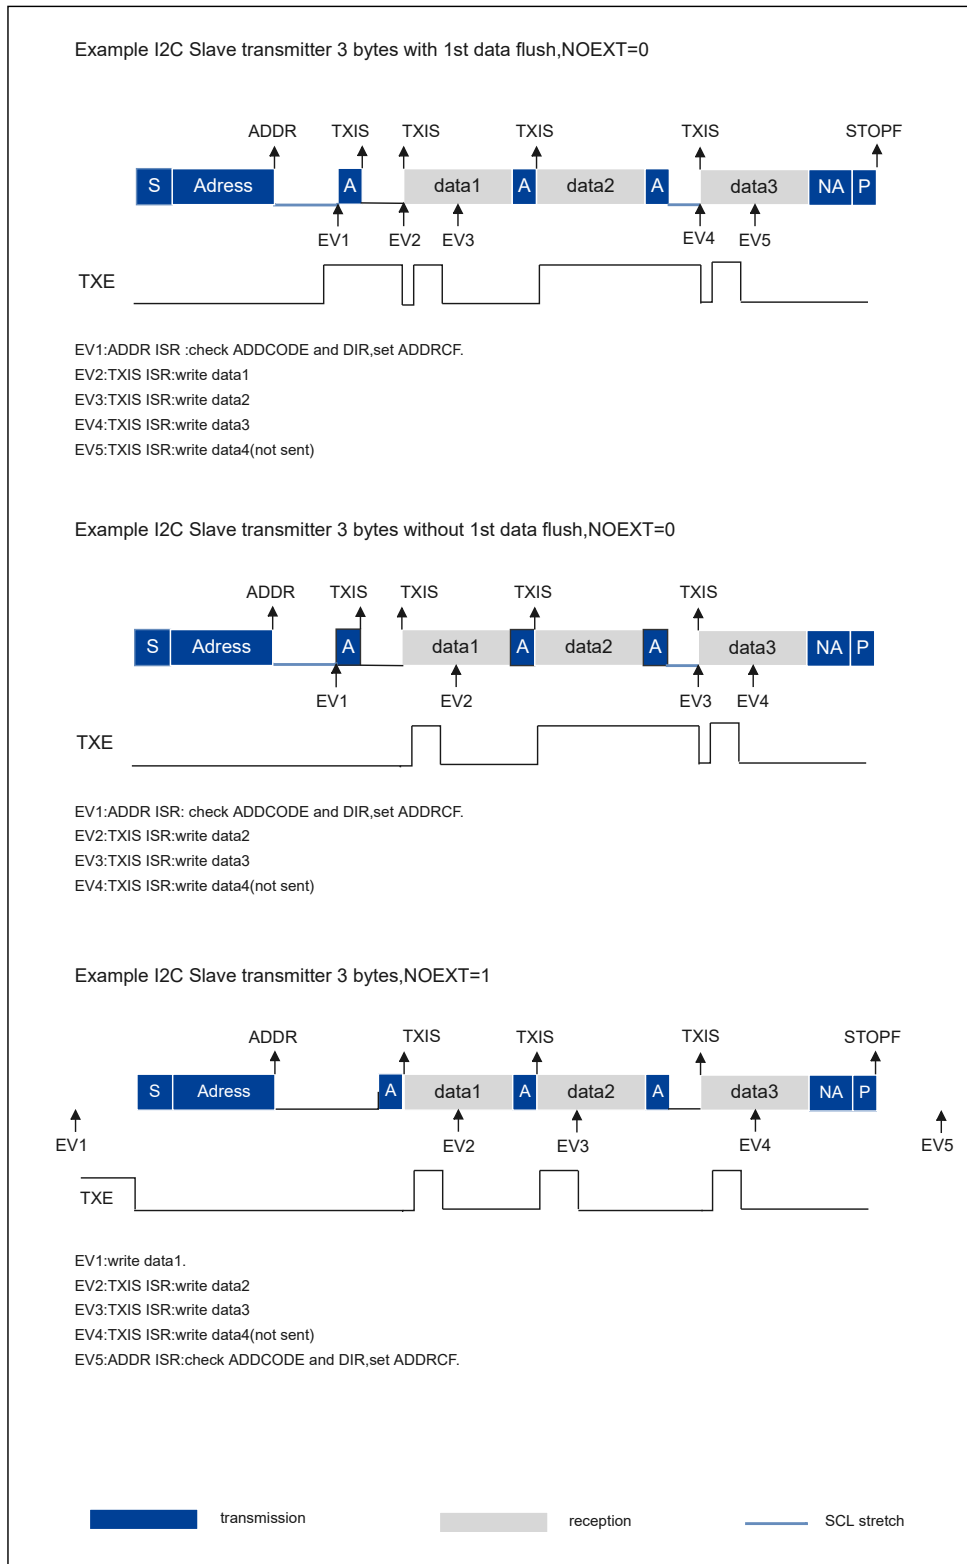 Example I2C Slave transmitter 3 bytes with 1st data flush,NOEXT=0
ADDR TXIS TXIS TXIS TXIS STOPF
S Adress A data1 A data2 A data3 NA P
EV1 EV2 EV3 EV4 EV5
TXE
EV1:ADDR ISR :check ADDCODE and DIR,set ADDRCF.
EV2:TXIS ISR:write data1
EV3:TXIS ISR:write data2
EV4:TXIS ISR:write data3
EV5:TXIS ISR:write data4(not sent)
Example I2C Slave transmitter 3 bytes without 1st data flush,NOEXT=0
ADDR TXIS TXIS TXIS TXIS
S Adress A data1 A data2 A data3 NA P
EV1 EV2 EV3 EV4
TXE
EV1:ADDR ISR: check ADDCODE and DIR,set ADDRCF.
EV2:TXIS ISR:write data2
EV3:TXIS ISR:write data3
EV4:TXIS ISR:write data4(not sent)
Example I2C Slave transmitter 3 bytes,NOEXT=1
ADDR TXIS TXIS TXIS STOPF
S Adress A data1 A data2 A data3 NA P
EV1 EV2 EV3 EV4 EV5
TXE
EV1:write data1.
EV2:TXIS ISR:write data2
EV3:TXIS ISR:write data3
EV4:TXIS ISR:write data4(not sent)
EV5:ADDR ISR:check ADDCODE and DIR,set ADDRCF.
transmission reception SCL stretch